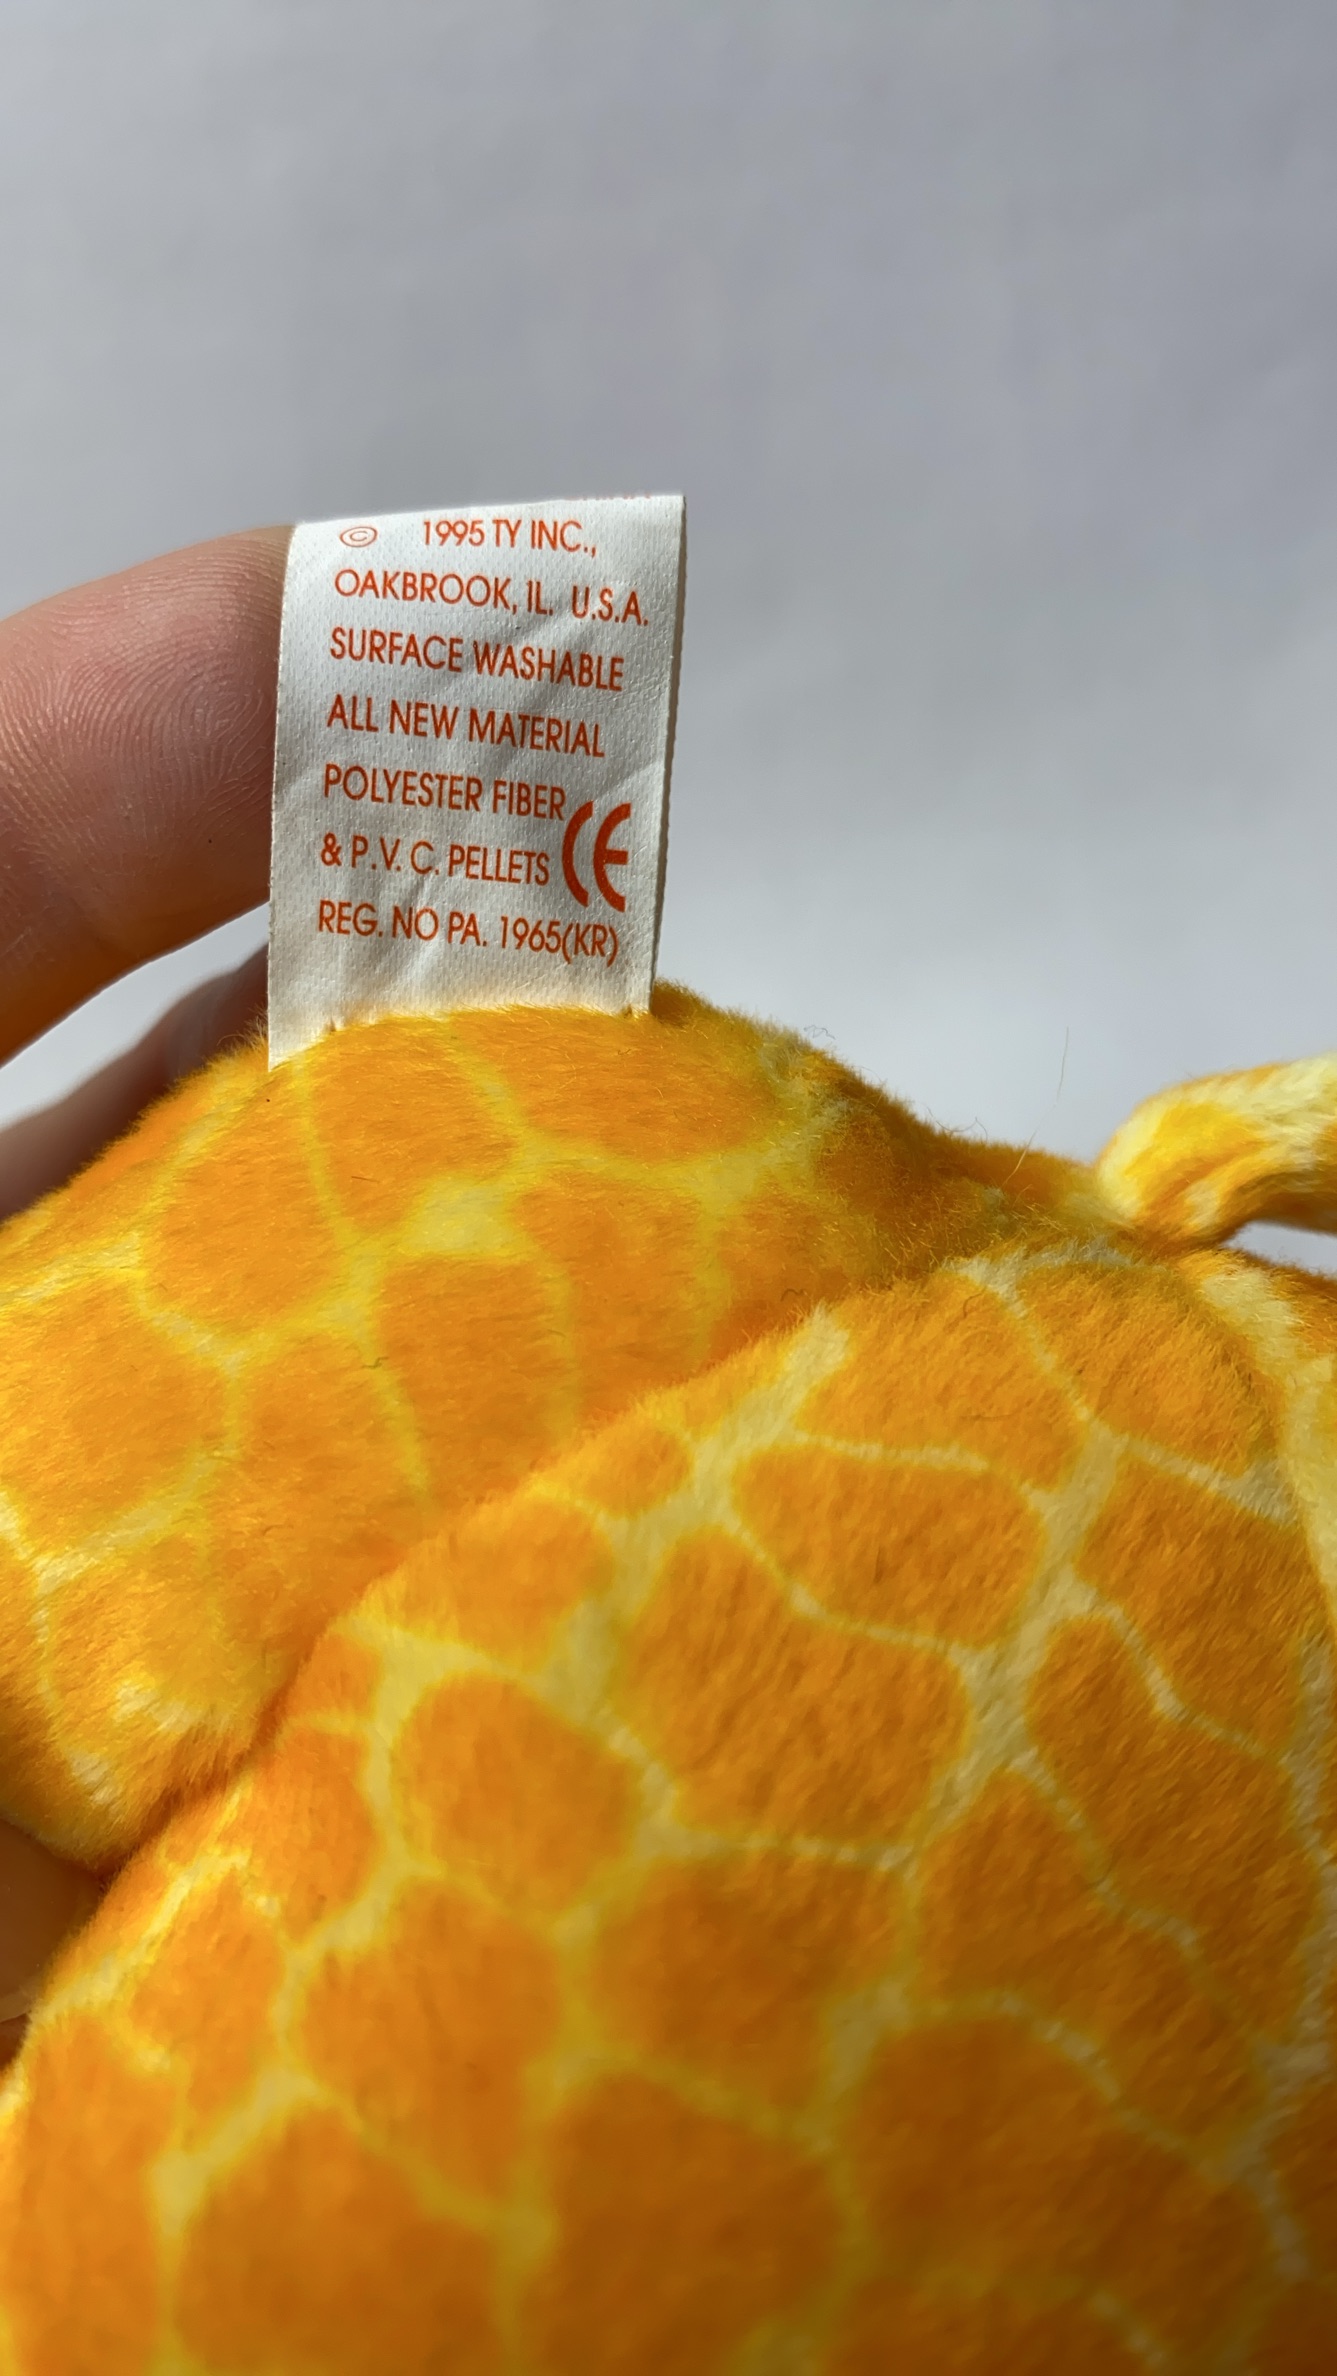 © 1995 TY INC.,
OAKBROOK, IL. U.S.A.
SURFACE WASHABLE
ALL NEW MATERIAL
POLYESTER FIBER
& P.V.C. PELLETS CE
REG. NO PA. 1965(KR)